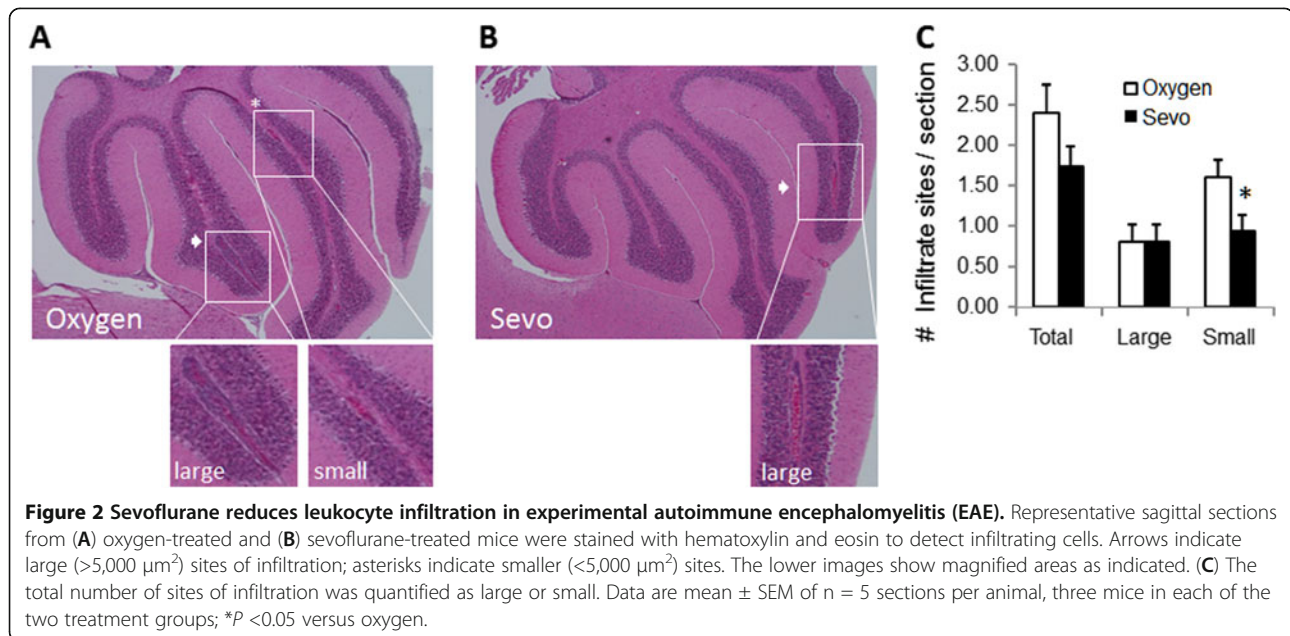 A
B
C
*
Oxygen
large
small
Sevo
large
# Infiltrate sites / section
3.00
2.50
2.00
1.50
1.00
0.50
0.00
Oxygen
Sevo
*
Total
Large
Small
Figure 2 Sevoflurane reduces leukocyte infiltration in experimental autoimmune encephalomyelitis (EAE). Representative sagittal sections
from (A) oxygen-treated and (B) sevoflurane-treated mice were stained with hematoxylin and eosin to detect infiltrating cells. Arrows indicate
large (>5,000 μm²) sites of infiltration; asterisks indicate smaller (<5,000 μm²) sites. The lower images show magnified areas as indicated. (C) The
total number of sites of infiltration was quantified as large or small. Data are mean ± SEM of n = 5 sections per animal, three mice in each of the
two treatment groups; *P <0.05 versus oxygen.